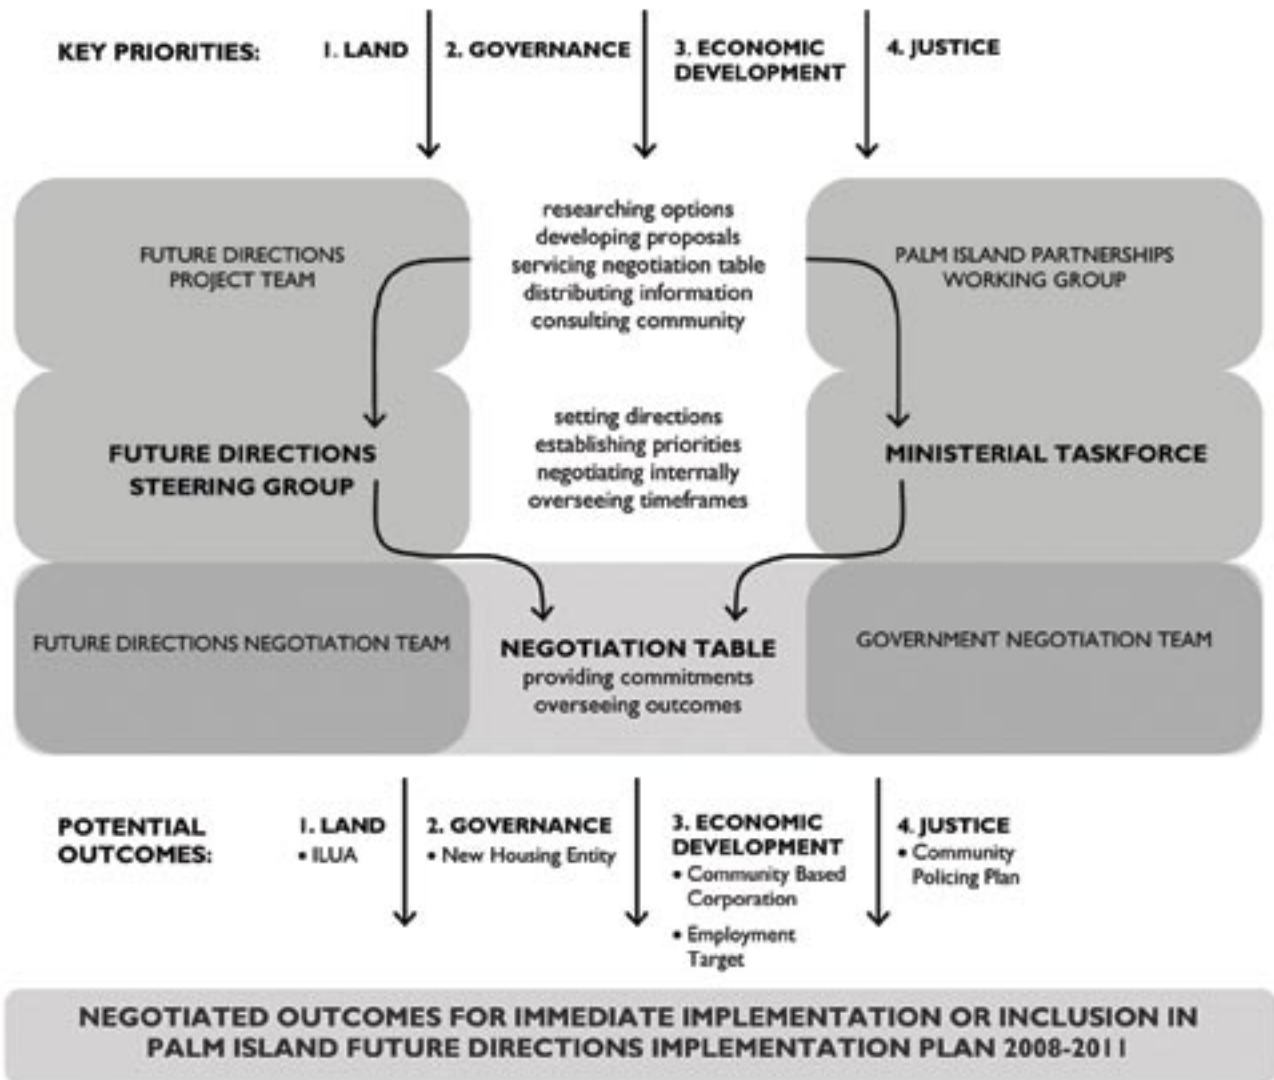 KEY PRIORITIES:
1. LAND
2. GOVERNANCE
3. ECONOMIC
DEVELOPMENT
4. JUSTICE
FUTURE DIRECTIONS
PROJECT TEAM
researching options
developing proposals
servicing negotiation table
distributing information
consulting community
PALM ISLAND PARTNERSHIPS
WORKING GROUP
FUTURE DIRECTIONS
STEERING GROUP
setting directions
establishing priorities
negotiating internally
overseeing timeframes
MINISTERIAL TASKFORCE
FUTURE DIRECTIONS NEGOTIATION TEAM
NEGOTIATION TABLE
providing commitments
overseeing outcomes
GOVERNMENT NEGOTIATION TEAM
POTENTIAL
OUTCOMES:
1. LAND
• ILUA
2. GOVERNANCE
• New Housing Entity
3. ECONOMIC
DEVELOPMENT
• Community Based
Corporation
• Employment
Target
4. JUSTICE
• Community
Policing Plan
NEGOTIATED OUTCOMES FOR IMMEDIATE IMPLEMENTATION OR INCLUSION IN
PALM ISLAND FUTURE DIRECTIONS IMPLEMENTATION PLAN 2008-2011